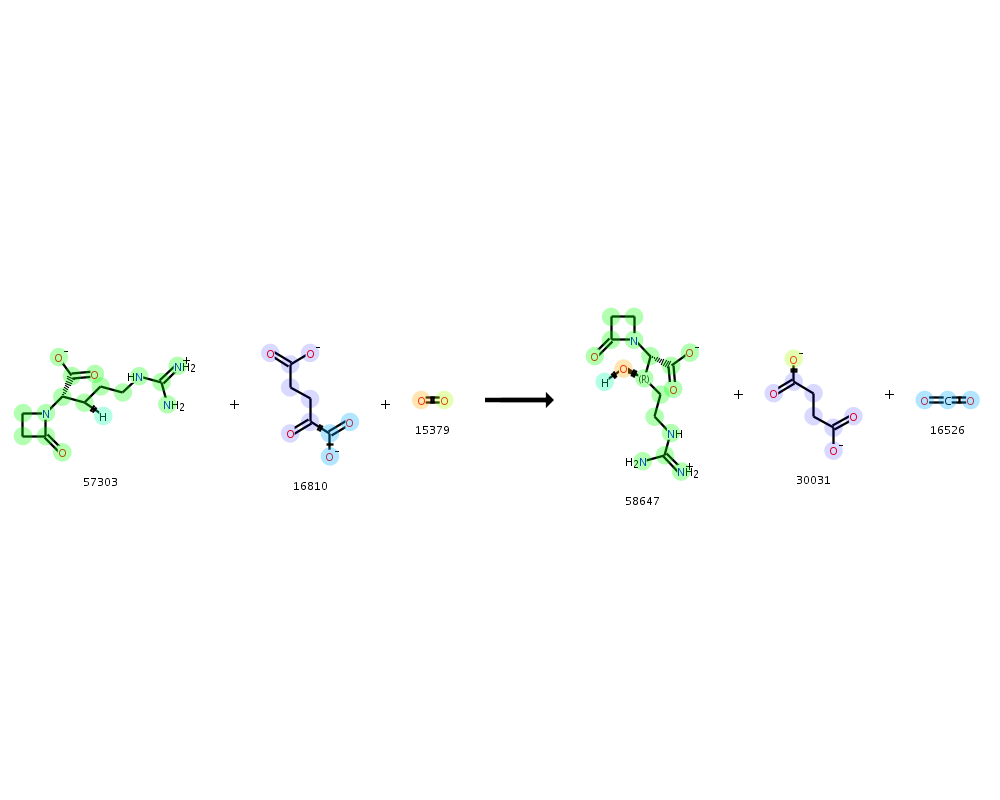 O⁻ O N O H HN NH2⁺ NH2
57303
+
O O⁻ O O O⁻
16810
+
O O
15379
O N O⁻ O O H (R) NH H2N NH2⁺
58647
+
O⁻ O O O⁻
30031
+
O C O
16526